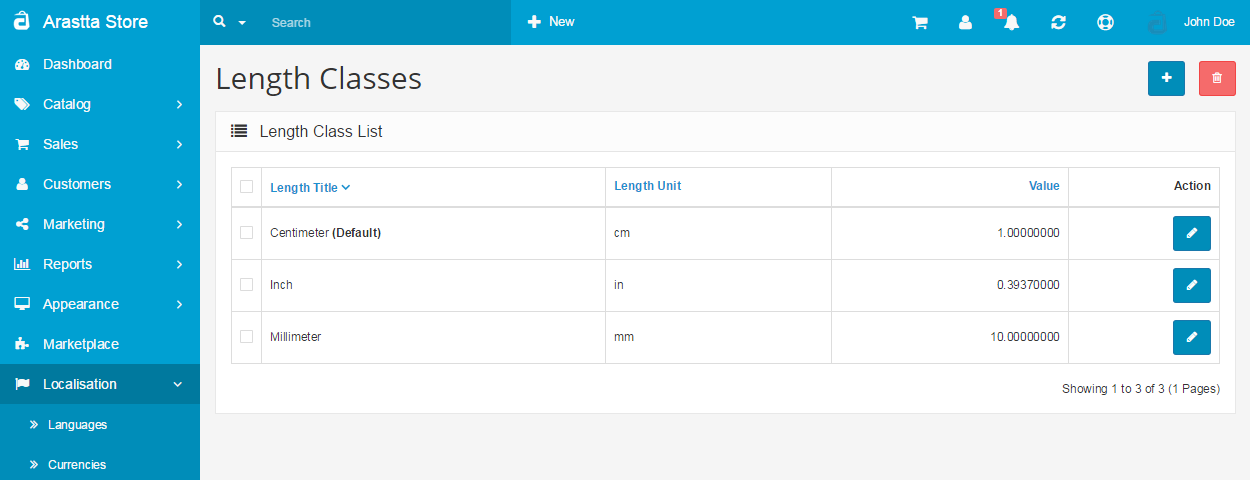 Arastta Store
Search
New
1
John Doe
Dashboard
Catalog
Sales
Customers
Marketing
Reports
Appearance
Marketplace
Localisation
Languages
Currencies
Length Classes
Length Class List
Length Title Length Unit Value Action
Centimeter (Default) cm 1.00000000
Inch in 0.39370000
Millimeter mm 10.00000000
Showing 1 to 3 of 3 (1 Pages)